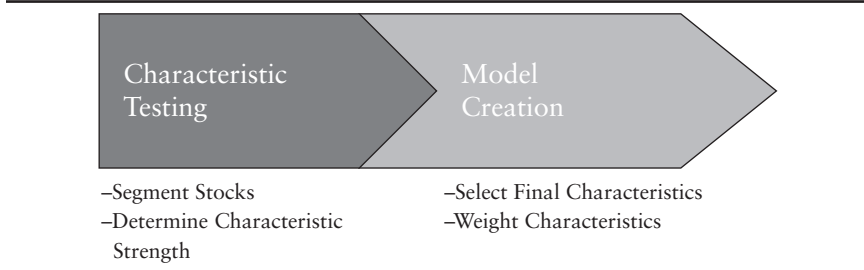 Characteristic
Testing
Model
Creation
–Segment Stocks
–Determine Characteristic
Strength
–Select Final Characteristics
–Weight Characteristics